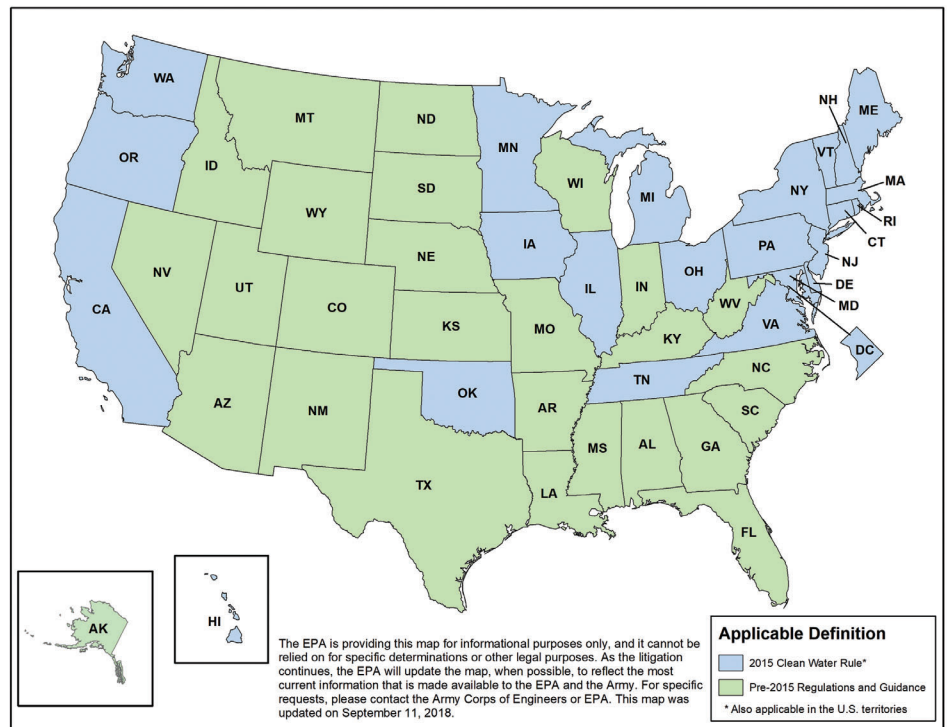 WA
MT
ND
MN
ME
NH
VT
OR
ID
SD
WI
MI
NY
MA
RI
CT
WY
NE
IA
PA
NJ
NV
UT
CO
KS
MO
IL
IN
OH
WV
VA
DE
MD
DC
CA
KY
AZ
NM
OK
AR
TN
NC
SC
MS
AL
GA
TX
LA
FL
AK
HI
The EPA is providing this map for informational purposes only, and it cannot be
relied on for specific determinations or other legal purposes. As the litigation
continues, the EPA will update the map, when possible, to reflect the most
current information that is made available to the EPA and the Army. For specific
requests, please contact the Army Corps of Engineers or EPA. This map was
updated on September 11, 2018.
Applicable Definition
2015 Clean Water Rule*
Pre-2015 Regulations and Guidance
* Also applicable in the U.S. territories